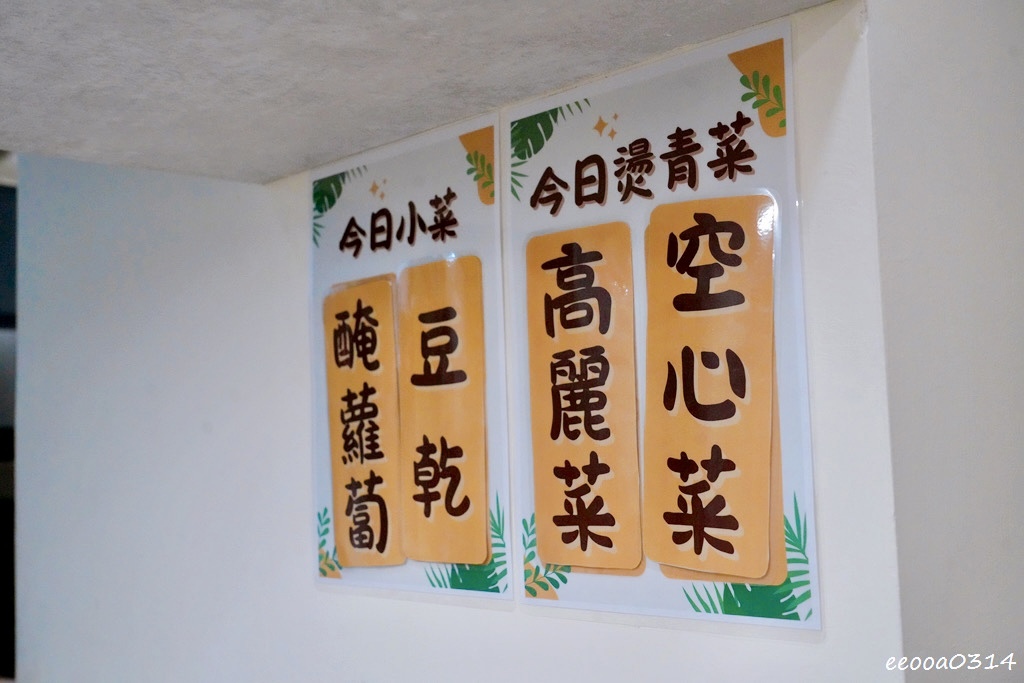 今日小菜
醃蘿蔔
豆乾
今日燙青菜
高麗菜
空心菜
eeooa0314